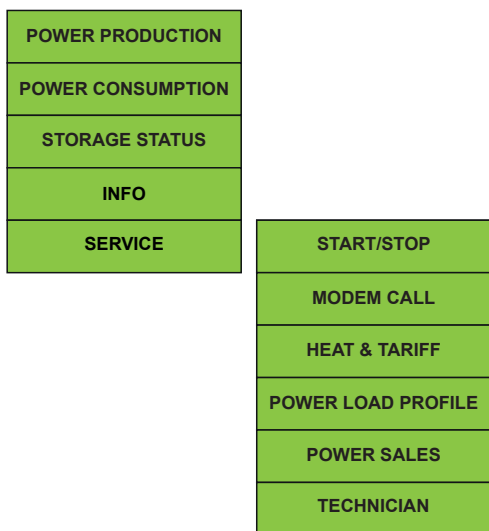 POWER PRODUCTION
POWER CONSUMPTION
STORAGE STATUS
INFO
SERVICE
START/STOP
MODEM CALL
HEAT & TARIFF
POWER LOAD PROFILE
POWER SALES
TECHNICIAN